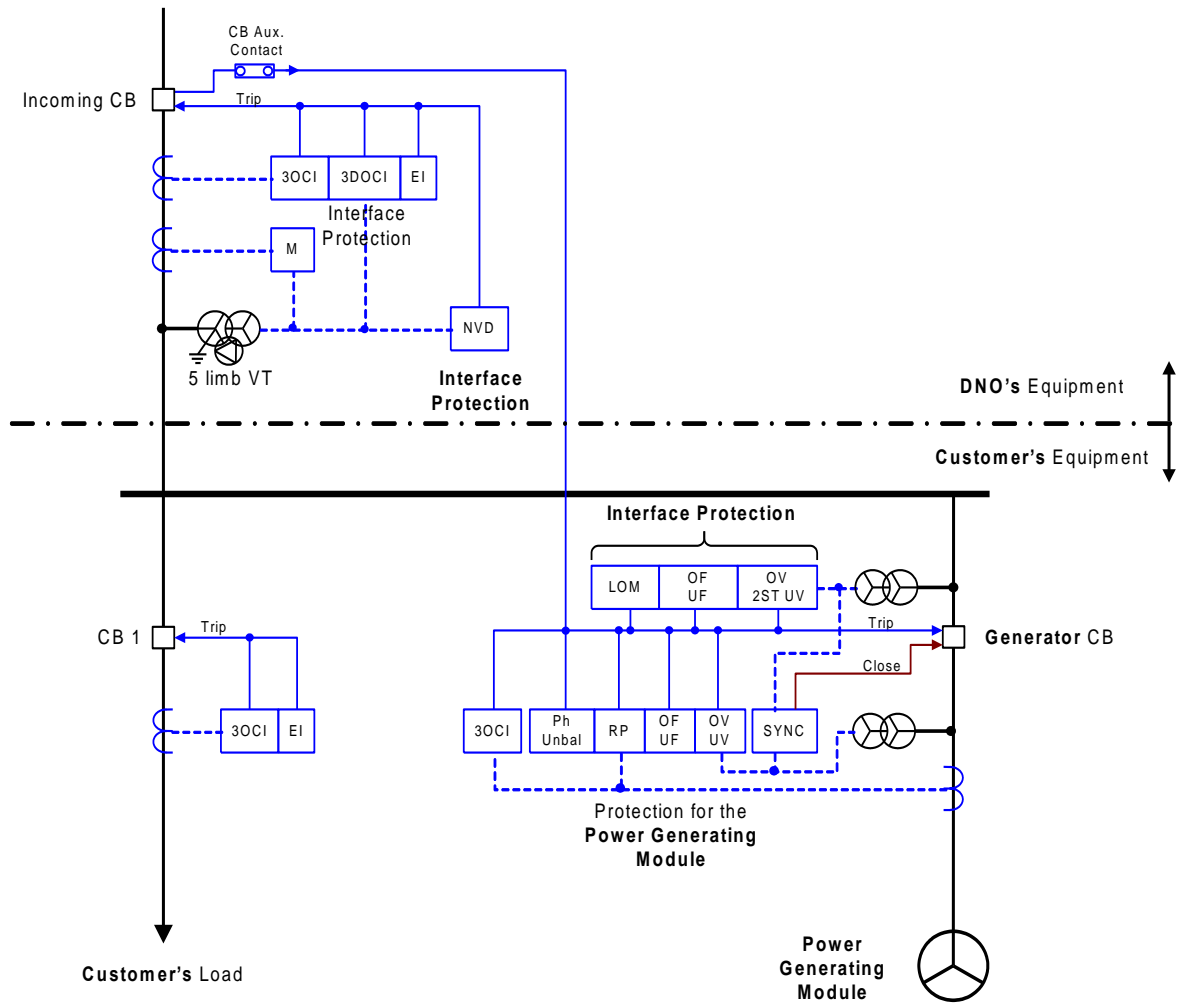 CB Aux.
Contact
Incoming CB
Trip
3OCI
3DOCI
EI
Interface
Protection
M
NVD
5 limb VT
Interface
Protection
DNO's Equipment
Customer's Equipment
Interface Protection
LOM
OF
UF
OV
2ST UV
CB 1
Trip
Trip
Generator CB
Close
3OCI
EI
3OCI
Ph
Unbal
RP
OF
UF
OV
UV
SYNC
Protection for the
Power Generating
Module
Power
Generating
Module
Customer's Load